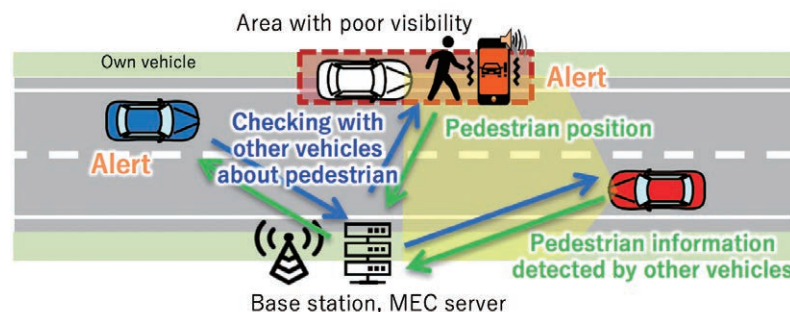 Area with poor visibility
Own vehicle
Alert
Checking with
other vehicles
about pedestrian
Pedestrian position
Alert
Pedestrian information
detected by other vehicles
Base station, MEC server